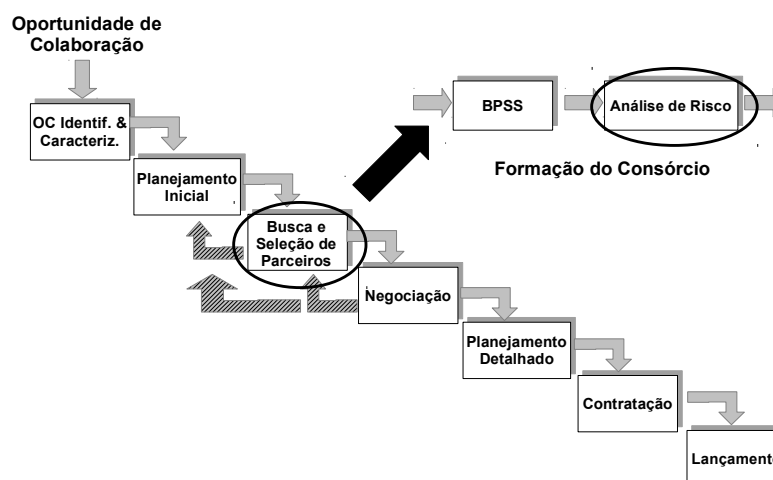 Oportunidade de
Colaboração
OC Identif. &
Caracteriz.
Planejamento
Inicial
Busca e
Seleção de
Parceiros
Negociação
Planejamento
Detalhado
Contratação
Lançamento
BPSS
Análise de Risco
Formação do Consórcio